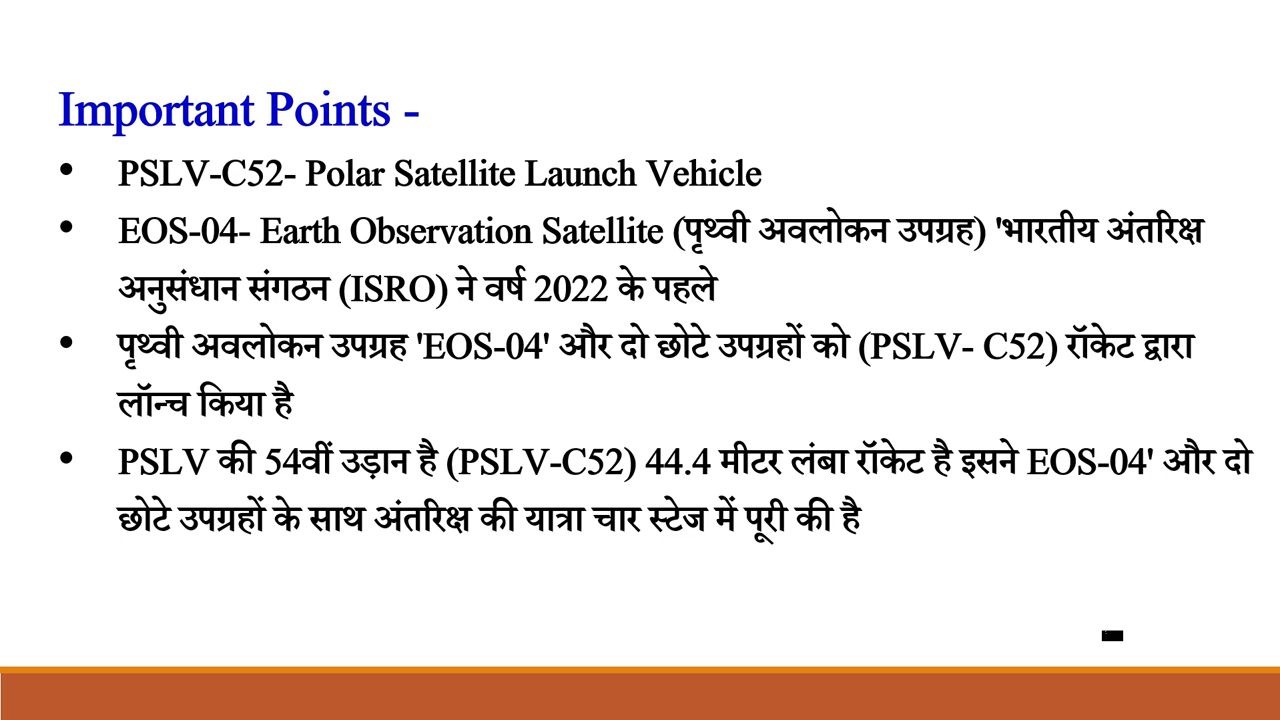 Important Points -
• PSLV-C52- Polar Satellite Launch Vehicle
• EOS-04- Earth Observation Satellite (पृथ्वी अवलोकन उपग्रह) 'भारतीय अंतरिक्ष
अनुसंधान संगठन (ISRO) ने वर्ष 2022 के पहले
• पृथ्वी अवलोकन उपग्रह 'EOS-04' और दो छोटे उपग्रहों को (PSLV- C52) रॉकेट द्वारा
लॉन्च किया है
• PSLV की 54वीं उड़ान है (PSLV-C52) 44.4 मीटर लंबा रॉकेट है इसने EOS-04' और दो
छोटे उपग्रहों के साथ अंतरिक्ष की यात्रा चार स्टेज में पूरी की है